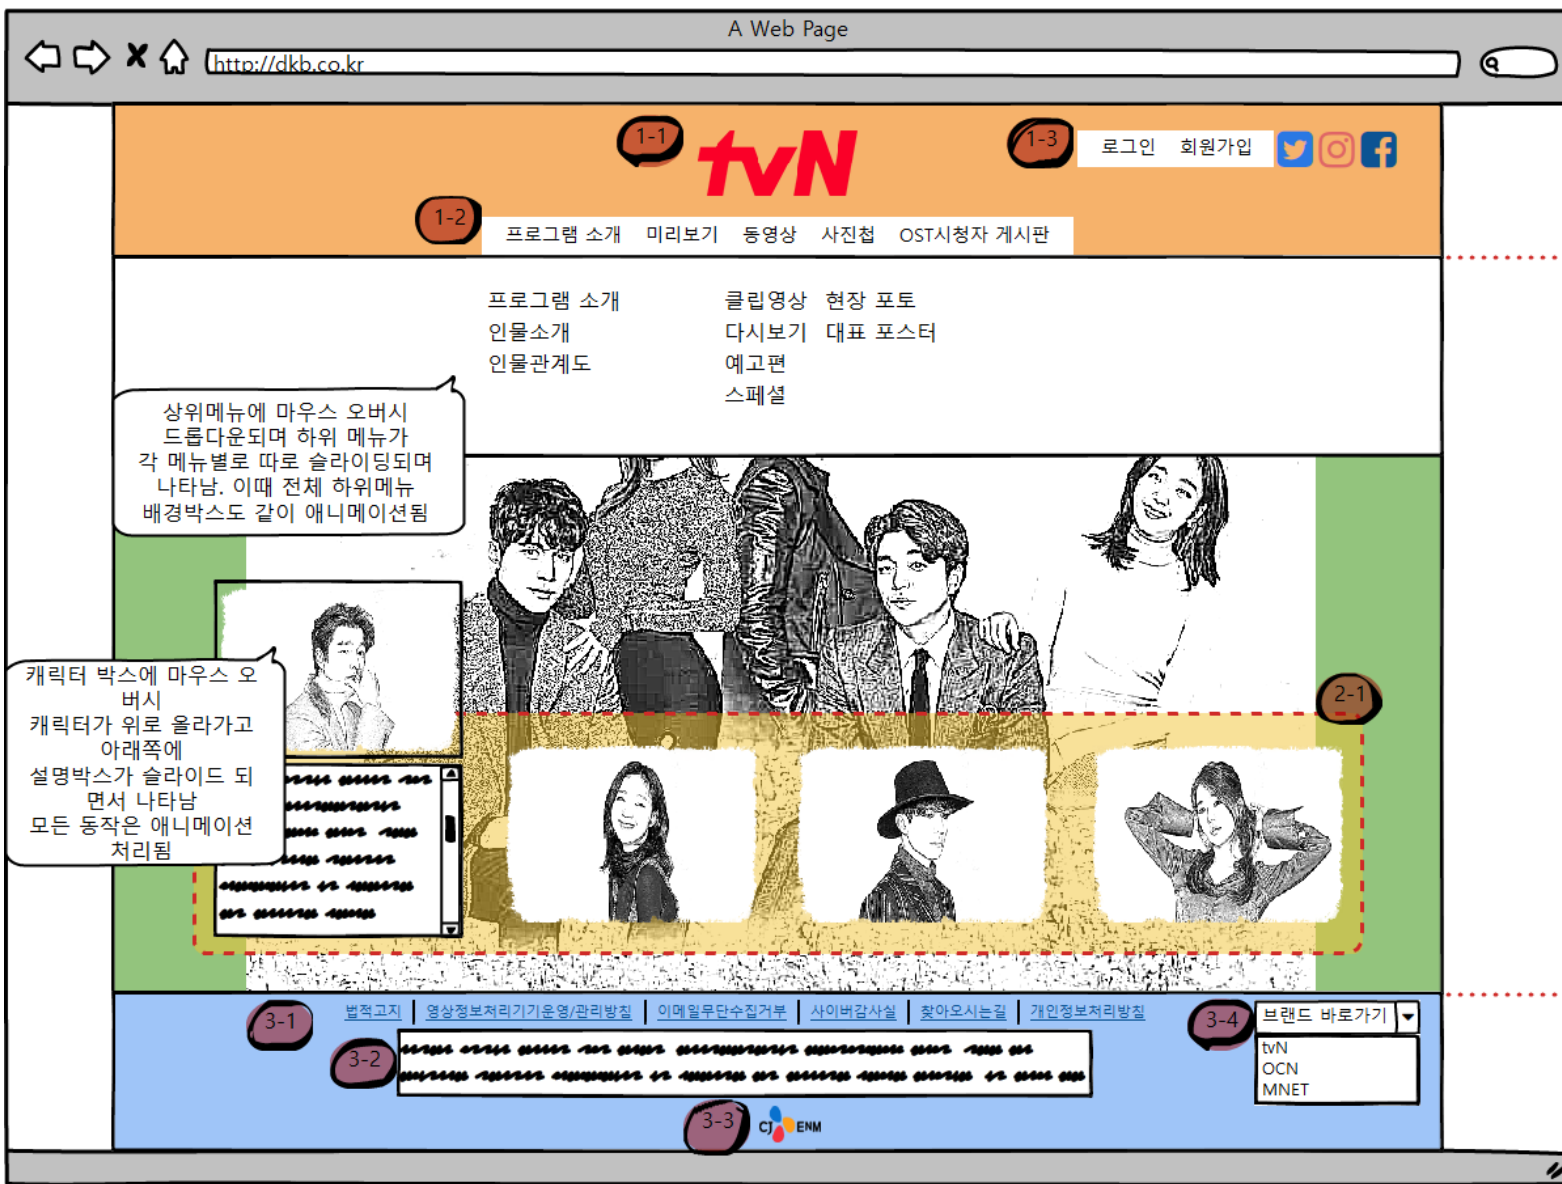 A Web Page
http://dkb.co.kr
1-1
tvN
1-3
로그인 회원가입
1-2
프로그램 소개 미리보기 동영상 사진첩 OST시청자 게시판
프로그램 소개 클립영상 현장 포토
인물소개 다시보기 대표 포스터
인물관계도 예고편
스페셜
상위메뉴에 마우스 오버시
드롭다운되며 하위 메뉴가
각 메뉴별로 따로 슬라이딩되며
나타남. 이때 전체 하위메뉴
배경박스도 같이 애니메이션됨
캐릭터 박스에 마우스 오
버시
캐릭터가 위로 올라가고
아래쪽에
설명박스가 슬라이드 되
면서 나타남
모든 동작은 애니메이션
처리됨
2-1
3-1
법적고지 영상정보처리기기운영/관리방침 이메일무단수집거부 사이버감사실 찾아오시는길 개인정보처리방침
3-4
브랜드 바로가기
tvN
OCN
MNET
3-2
3-3
CJ ENM